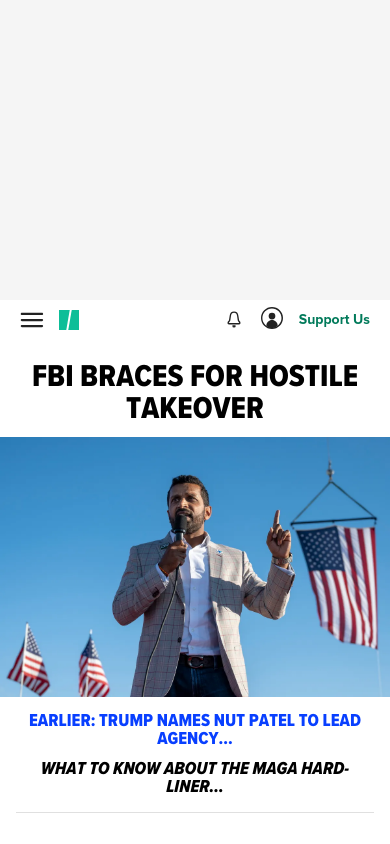 Support Us
FBI BRACES FOR HOSTILE
TAKEOVER
EARLIER: TRUMP NAMES NUT PATEL TO LEAD
AGENCY...
WHAT TO KNOW ABOUT THE MAGA HARD-
LINER...